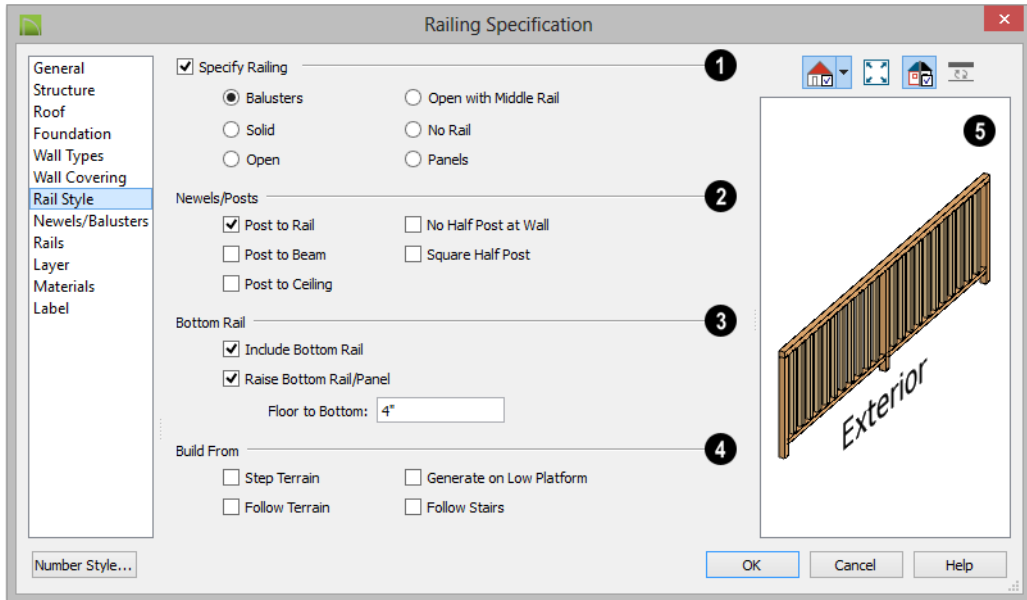 Railing Specification
General
Structure
Roof
Foundation
Wall Types
Wall Covering
Rail Style
Newels/Balusters
Rails
Layer
Materials
Label
Number Style...
Specify Railing
1
Balusters
Open with Middle Rail
Solid
No Rail
Open
Panels
Newels/Posts
2
Post to Rail
No Half Post at Wall
Post to Beam
Square Half Post
Post to Ceiling
Bottom Rail
3
Include Bottom Rail
Raise Bottom Rail/Panel
Floor to Bottom: 4"
Build From
4
Step Terrain
Generate on Low Platform
Follow Terrain
Follow Stairs
5
Exterior
OK
Cancel
Help